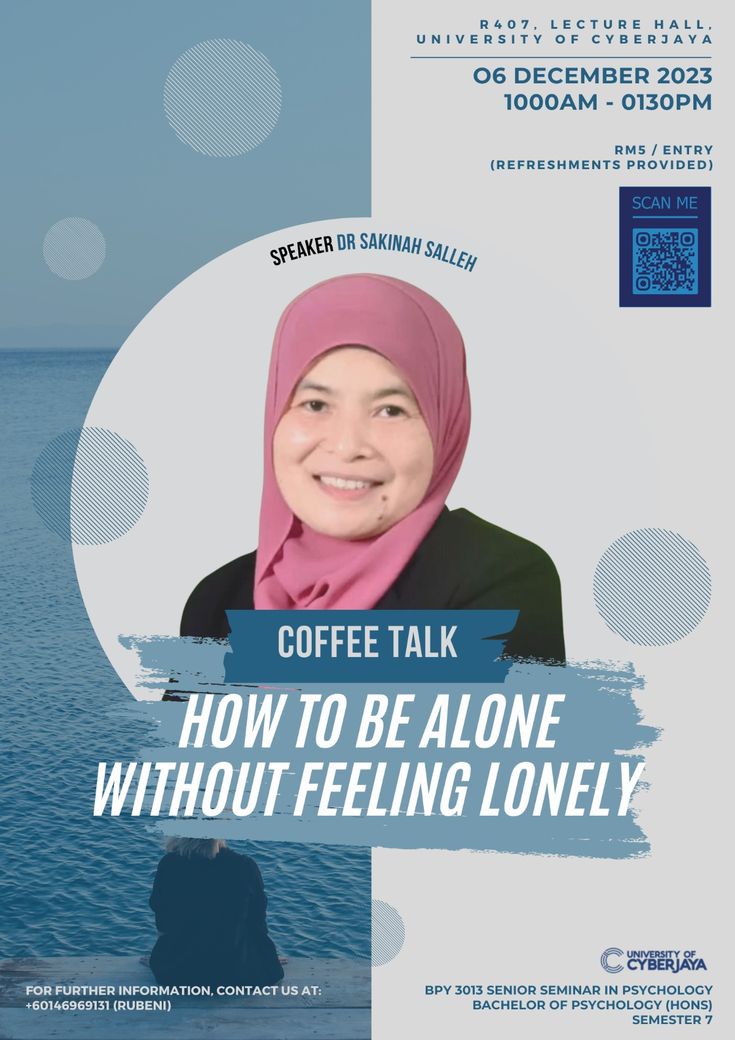 R407, LECTURE HALL,
UNIVERSITY OF CYBERJAYA
O6 DECEMBER 2023
1000AM - 0130PM
RM5 / ENTRY
(REFRESHMENTS PROVIDED)
SCAN ME
SPEAKER DR SAKINAH SALLEH
COFFEE TALK
HOW TO BE ALONE
WITHOUT FEELING LONELY
UNIVERSITY OF
CYBERJAYA
FOR FURTHER INFORMATION, CONTACT US AT:
+60146969131 (RUBENI)
BPY 3013 SENIOR SEMINAR IN PSYCHOLOGY
BACHELOR OF PSYCHOLOGY (HONS)
SEMESTER 7